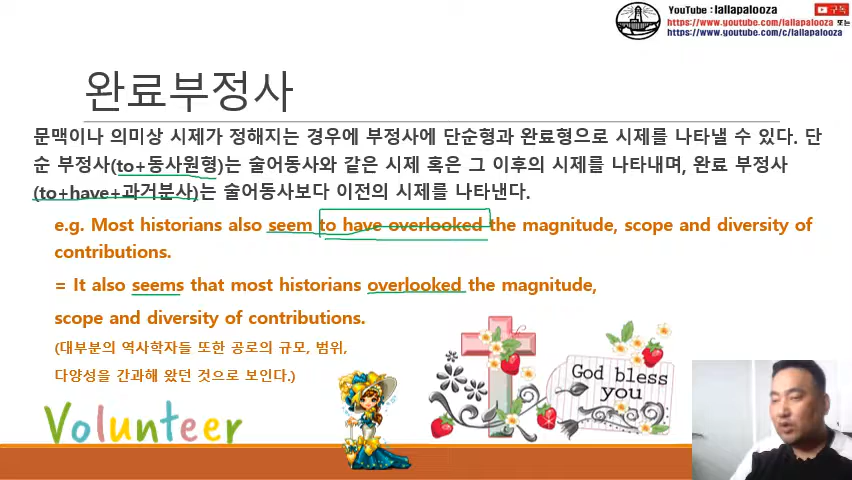 YouTube : lallapalooza 구독
https://www.youtube.com/lallapalooza 또는
https://www.youtube.com/c/lallapalooza
완료부정사
문맥이나 의미상 시제가 정해지는 경우에 부정사에 단순형과 완료형으로 시제를 나타낼 수 있다. 단
순 부정사(to+동사원형)는 술어동사와 같은 시제 혹은 그 이후의 시제를 나타내며, 완료 부정사
(to+have+과거분사)는 술어동사보다 이전의 시제를 나타낸다.
e.g. Most historians also seem to have overlooked the magnitude, scope and diversity of
contributions.
= It also seems that most historians overlooked the magnitude,
scope and diversity of contributions.
(대부분의 역사학자들 또한 공로의 규모, 범위,
다양성을 간과해 왔던 것으로 보인다.)
God bless
you
Volunteer